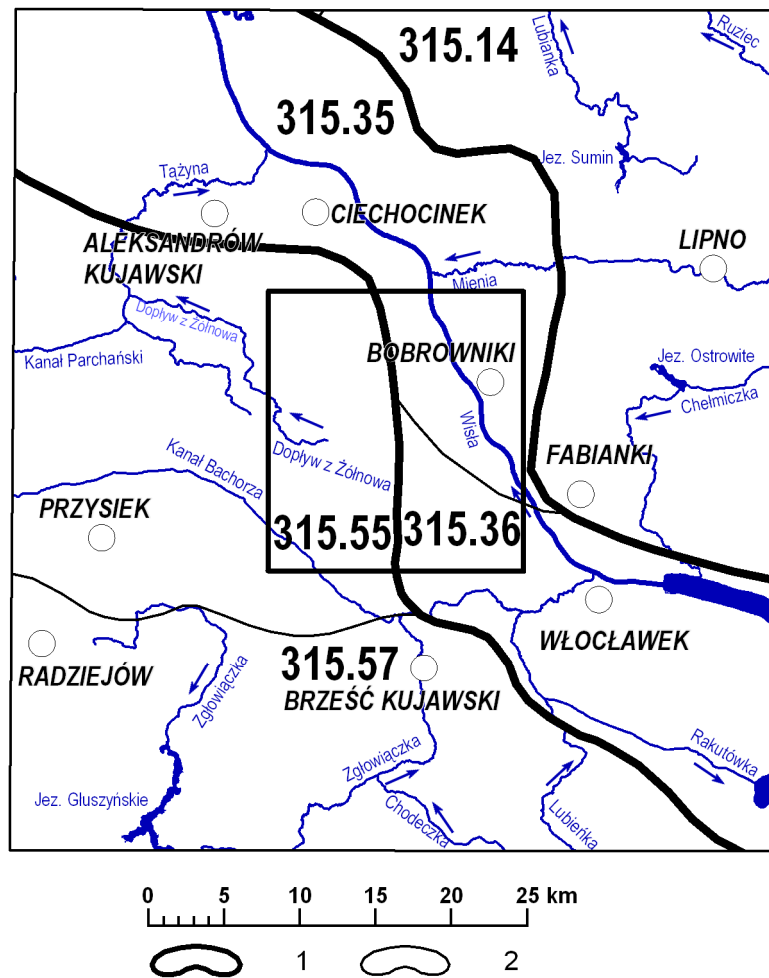 315.14
Lubianka
Ruziec
315.35
Jez. Sumin
Tążyna
CIECHOCINEK
ALEKSANDRÓW
KUJAWSKI
LIPNO
Mienia
Dopływ z Żółnowa
Kanał Parchański
BOBROWNIKI
Jez. Ostrowite
Chełmiczka
Wisła
Dopływ z Żółnowa
FABIANKI
Kanał Bachorza
PRZYSIEK
315.55
315.36
WŁOCŁAWEK
RADZIEJÓW
315.57
BRZEŚĆ KUJAWSKI
Zgłowiączka
Zgłowiączka
Rakutówka
Jez. Głuszyńskie
Chodeczka
Lubieńka
0 5 10 15 20 25 km
1 2